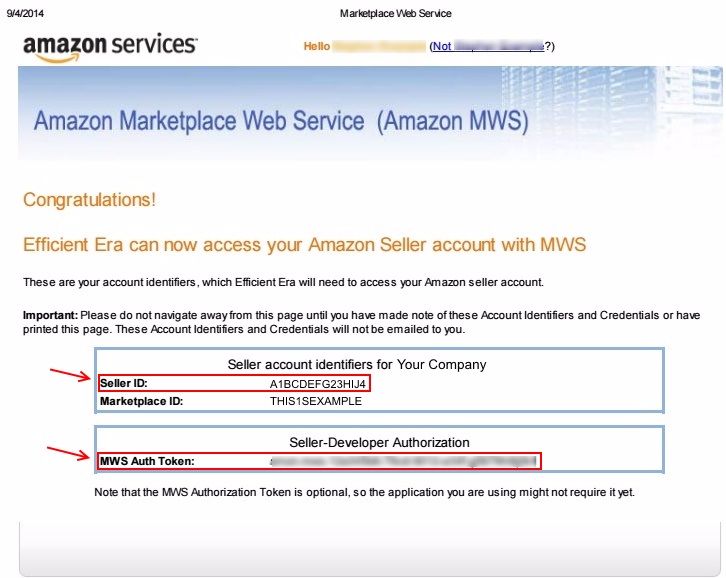 9/4/2014 Marketplace Web Service
amazon services
Hello (Not ?)
Amazon Marketplace Web Service (Amazon MWS)
Congratulations!
Efficient Era can now access your Amazon Seller account with MWS
These are your account identifiers, which Efficient Era will need to access your Amazon seller account.
Important: Please do not navigate away from this page until you have made note of these Account Identifiers and Credentials or have
printed this page. These Account Identifiers and Credentials will not be emailed to you.
Seller account identifiers for Your Company
Seller ID: A1BCDEFG23HIJ4
Marketplace ID: THIS1SEXAMPLE
Seller-Developer Authorization
MWS Auth Token:
Note that the MWS Authorization Token is optional, so the application you are using might not require it yet.